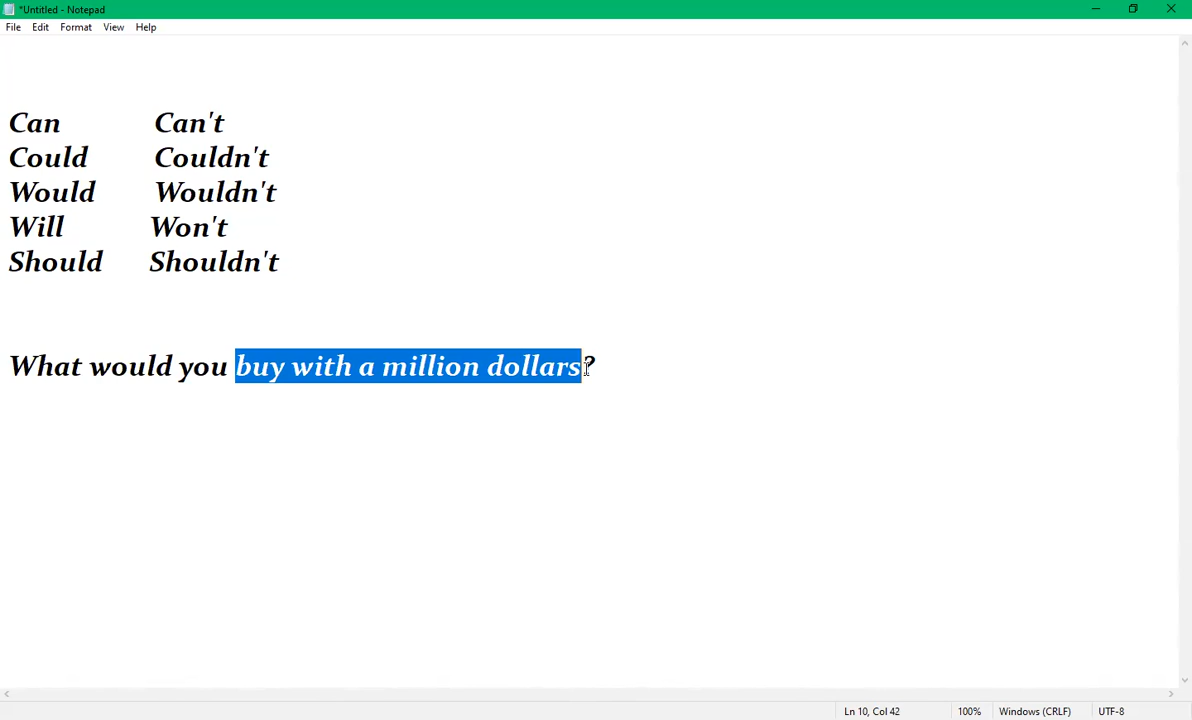 *Untitled - Notepad
File Edit Format View Help
Can Can't
Could Couldn't
Would Wouldn't
Will Won't
Should Shouldn't
What would you buy with a million dollars?
Ln 10, Col 42 100% Windows (CRLF) UTF-8